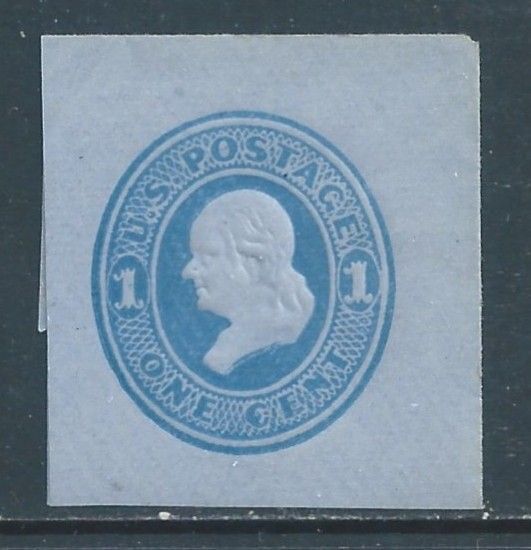 U.S. POSTAGE
1 1
ONE CENT